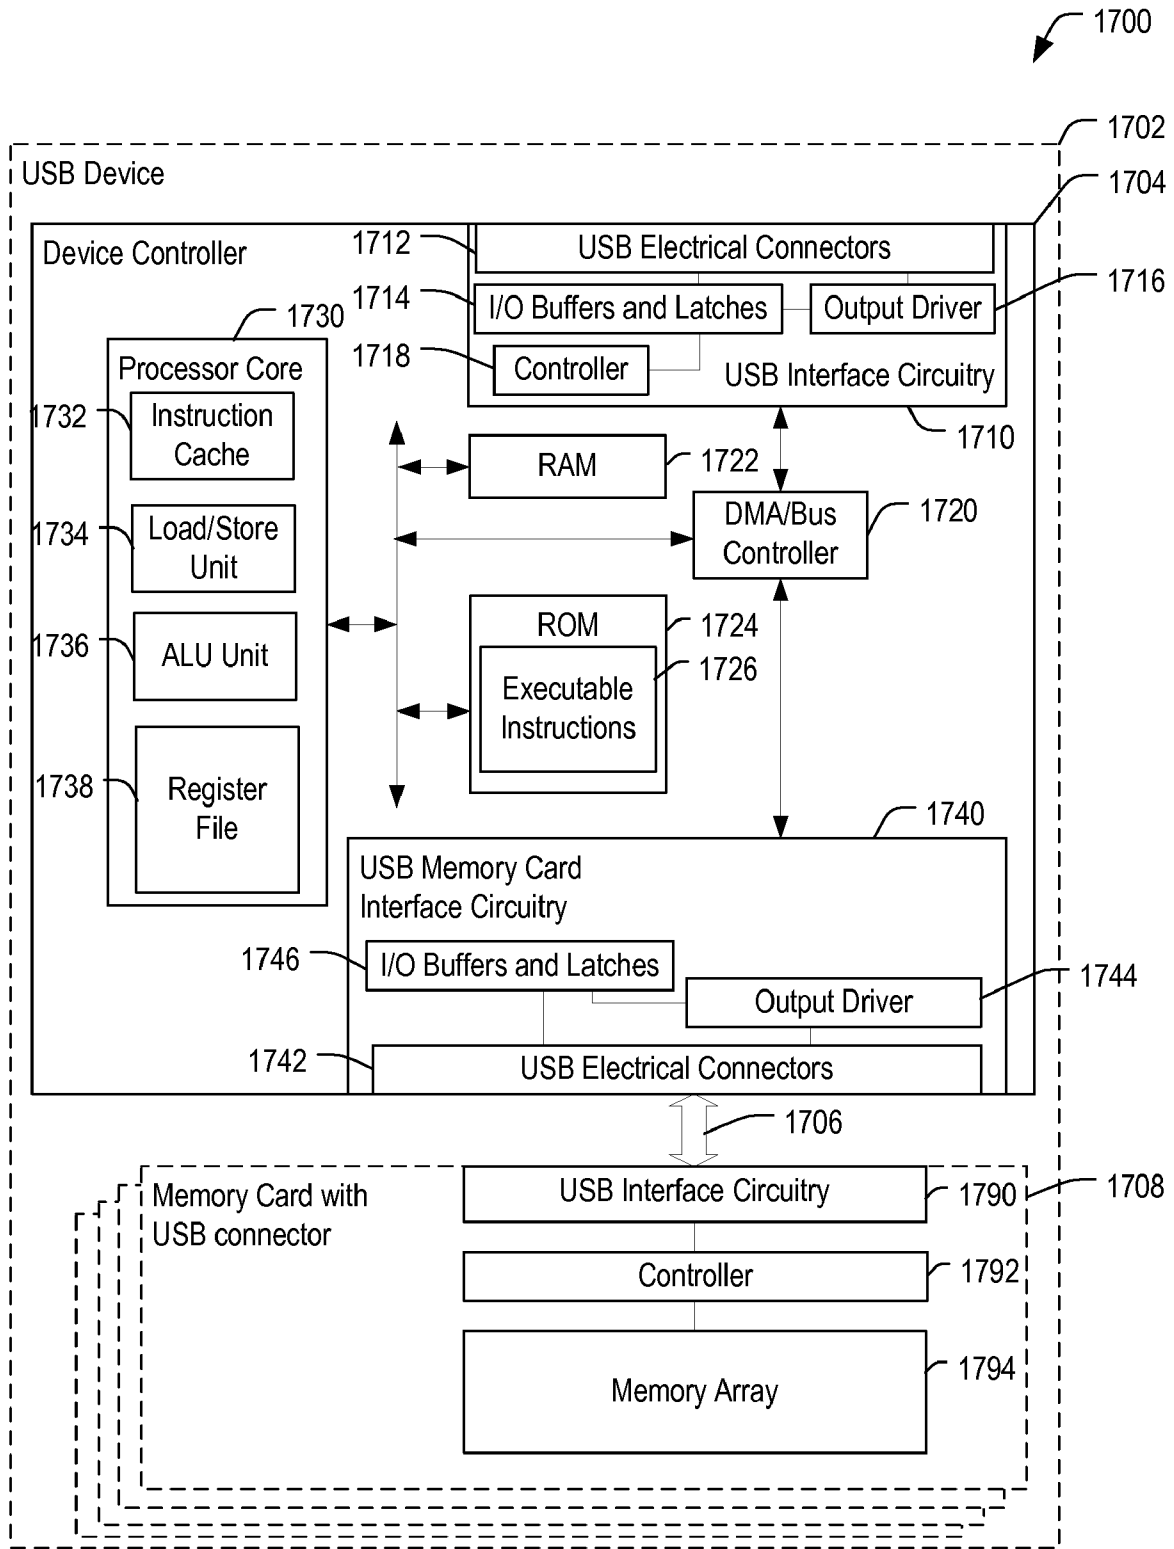 1700
1702
USB Device
1704
Device Controller
1712
USB Electrical Connectors
1716
1714
I/O Buffers and Latches
Output Driver
1718
Controller
USB Interface Circuitry
1710
1730
Processor Core
1732
Instruction
Cache
RAM
1722
1720
DMA/Bus
Controller
1734
Load/Store
Unit
ROM
1724
1726
1736
ALU Unit
Executable
Instructions
1738
Register
File
1740
USB Memory Card
Interface Circuitry
1746
I/O Buffers and Latches
1744
Output Driver
1742
USB Electrical Connectors
1706
Memory Card with
USB connector
USB Interface Circuitry
1790
1708
Controller
1792
Memory Array
1794